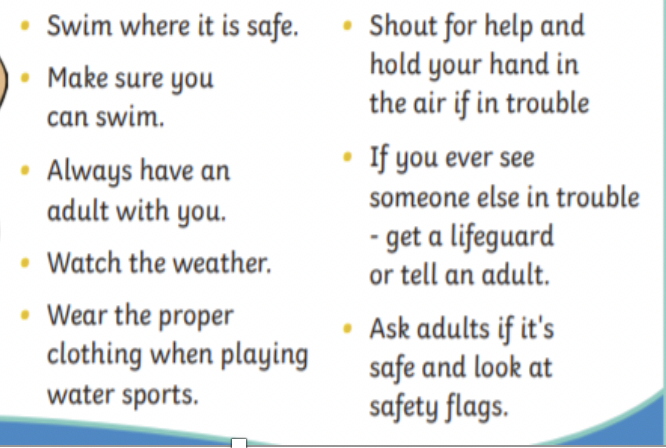 • Swim where it is safe.
• Make sure you
can swim.
• Always have an
adult with you.
• Watch the weather.
• Wear the proper
clothing when playing
water sports.
• Shout for help and
hold your hand in
the air if in trouble
• If you ever see
someone else in trouble
- get a lifeguard
or tell an adult.
• Ask adults if it's
safe and look at
safety flags.